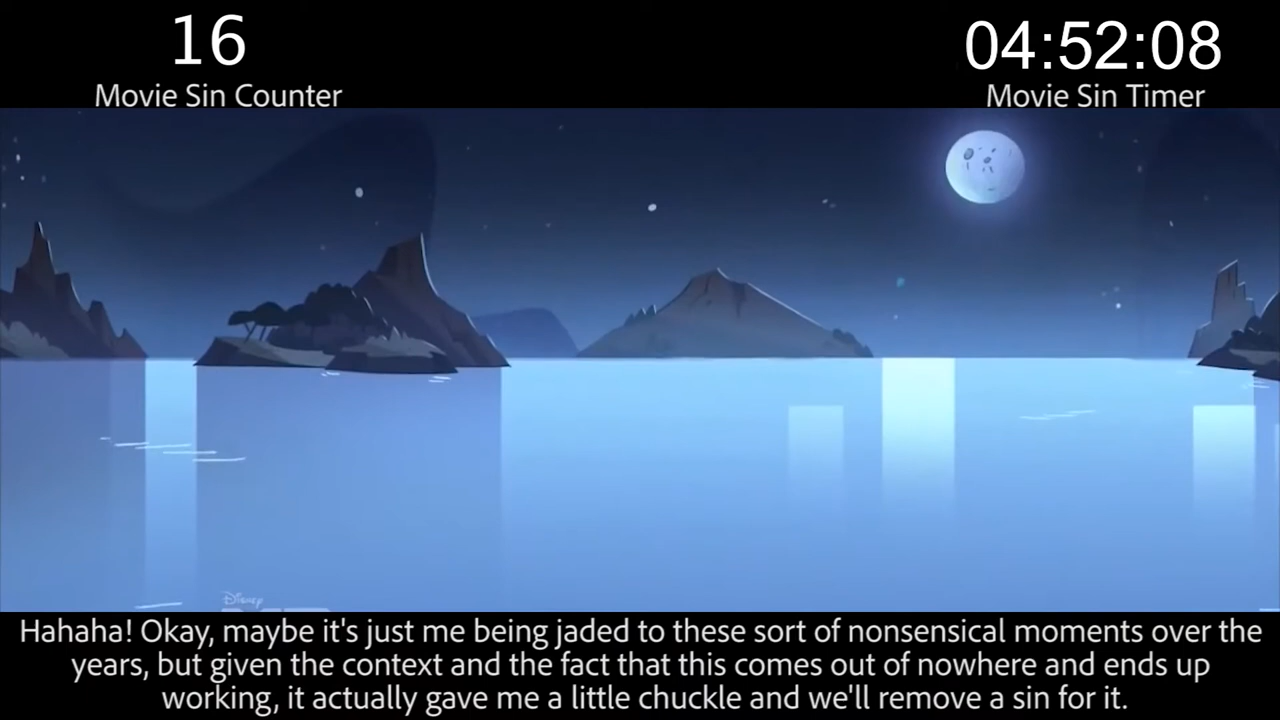 16
04:52:08
Movie Sin Counter
Movie Sin Timer
Disney
Hahaha! Okay, maybe it's just me being jaded to these sort of nonsensical moments over the
years, but given the context and the fact that this comes out of nowhere and ends up
working, it actually gave me a little chuckle and we'll remove a sin for it.